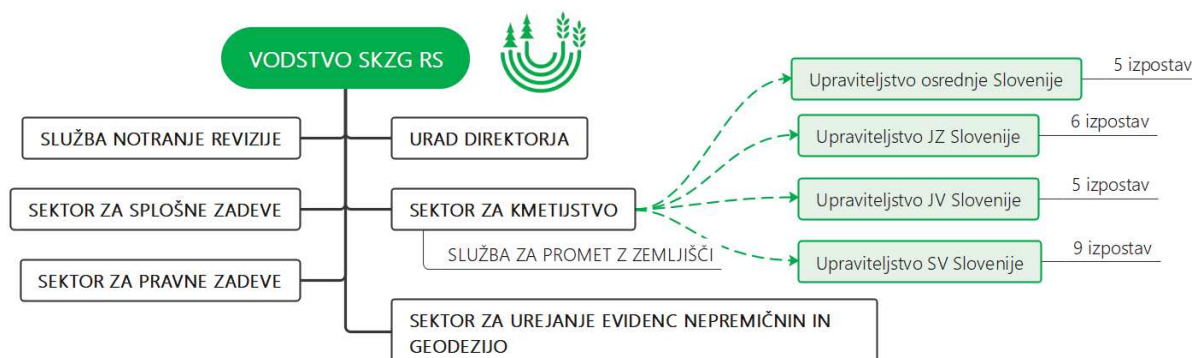 VODSTVO SKZG RS
SLUŽBA NOTRANJE REVIZIJE
URAD DIREKTORJA
SEKTOR ZA SPLOŠNE ZADEVE
SEKTOR ZA KMETIJSTVO
SLUŽBA ZA PROMET Z ZEMLJIŠČI
SEKTOR ZA PRAVNE ZADEVE
SEKTOR ZA UREJANJE EVIDENC NEPREMIČNIN IN
GEODEZIJO
Upraviteljstvo osrednje Slovenije
5 izpostav
Upraviteljstvo JZ Slovenije
6 izpostav
Upraviteljstvo JV Slovenije
5 izpostav
Upraviteljstvo SV Slovenije
9 izpostav